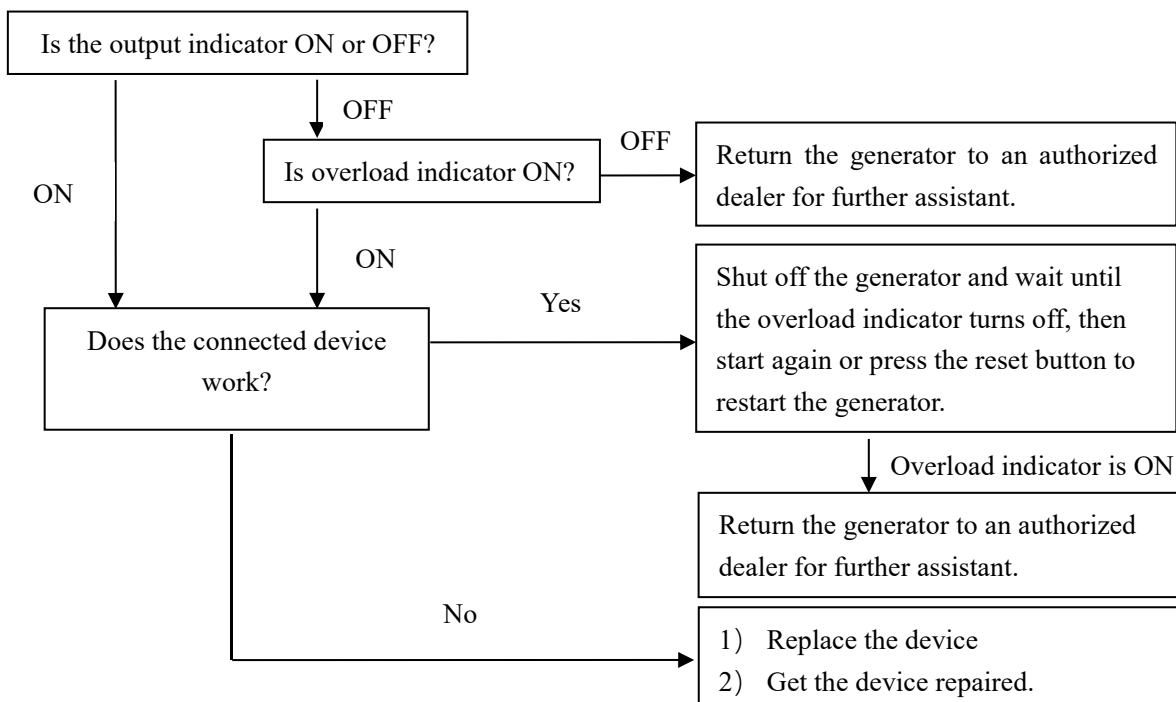 Is the output indicator ON or OFF?
OFF
ON
Is overload indicator ON?
OFF
Return the generator to an authorized
dealer for further assistant.
ON
Does the connected device
work?
Yes
Shut off the generator and wait until
the overload indicator turns off, then
start again or press the reset button to
restart the generator.
Overload indicator is ON
Return the generator to an authorized
dealer for further assistant.
No
1） Replace the device
2） Get the device repaired.